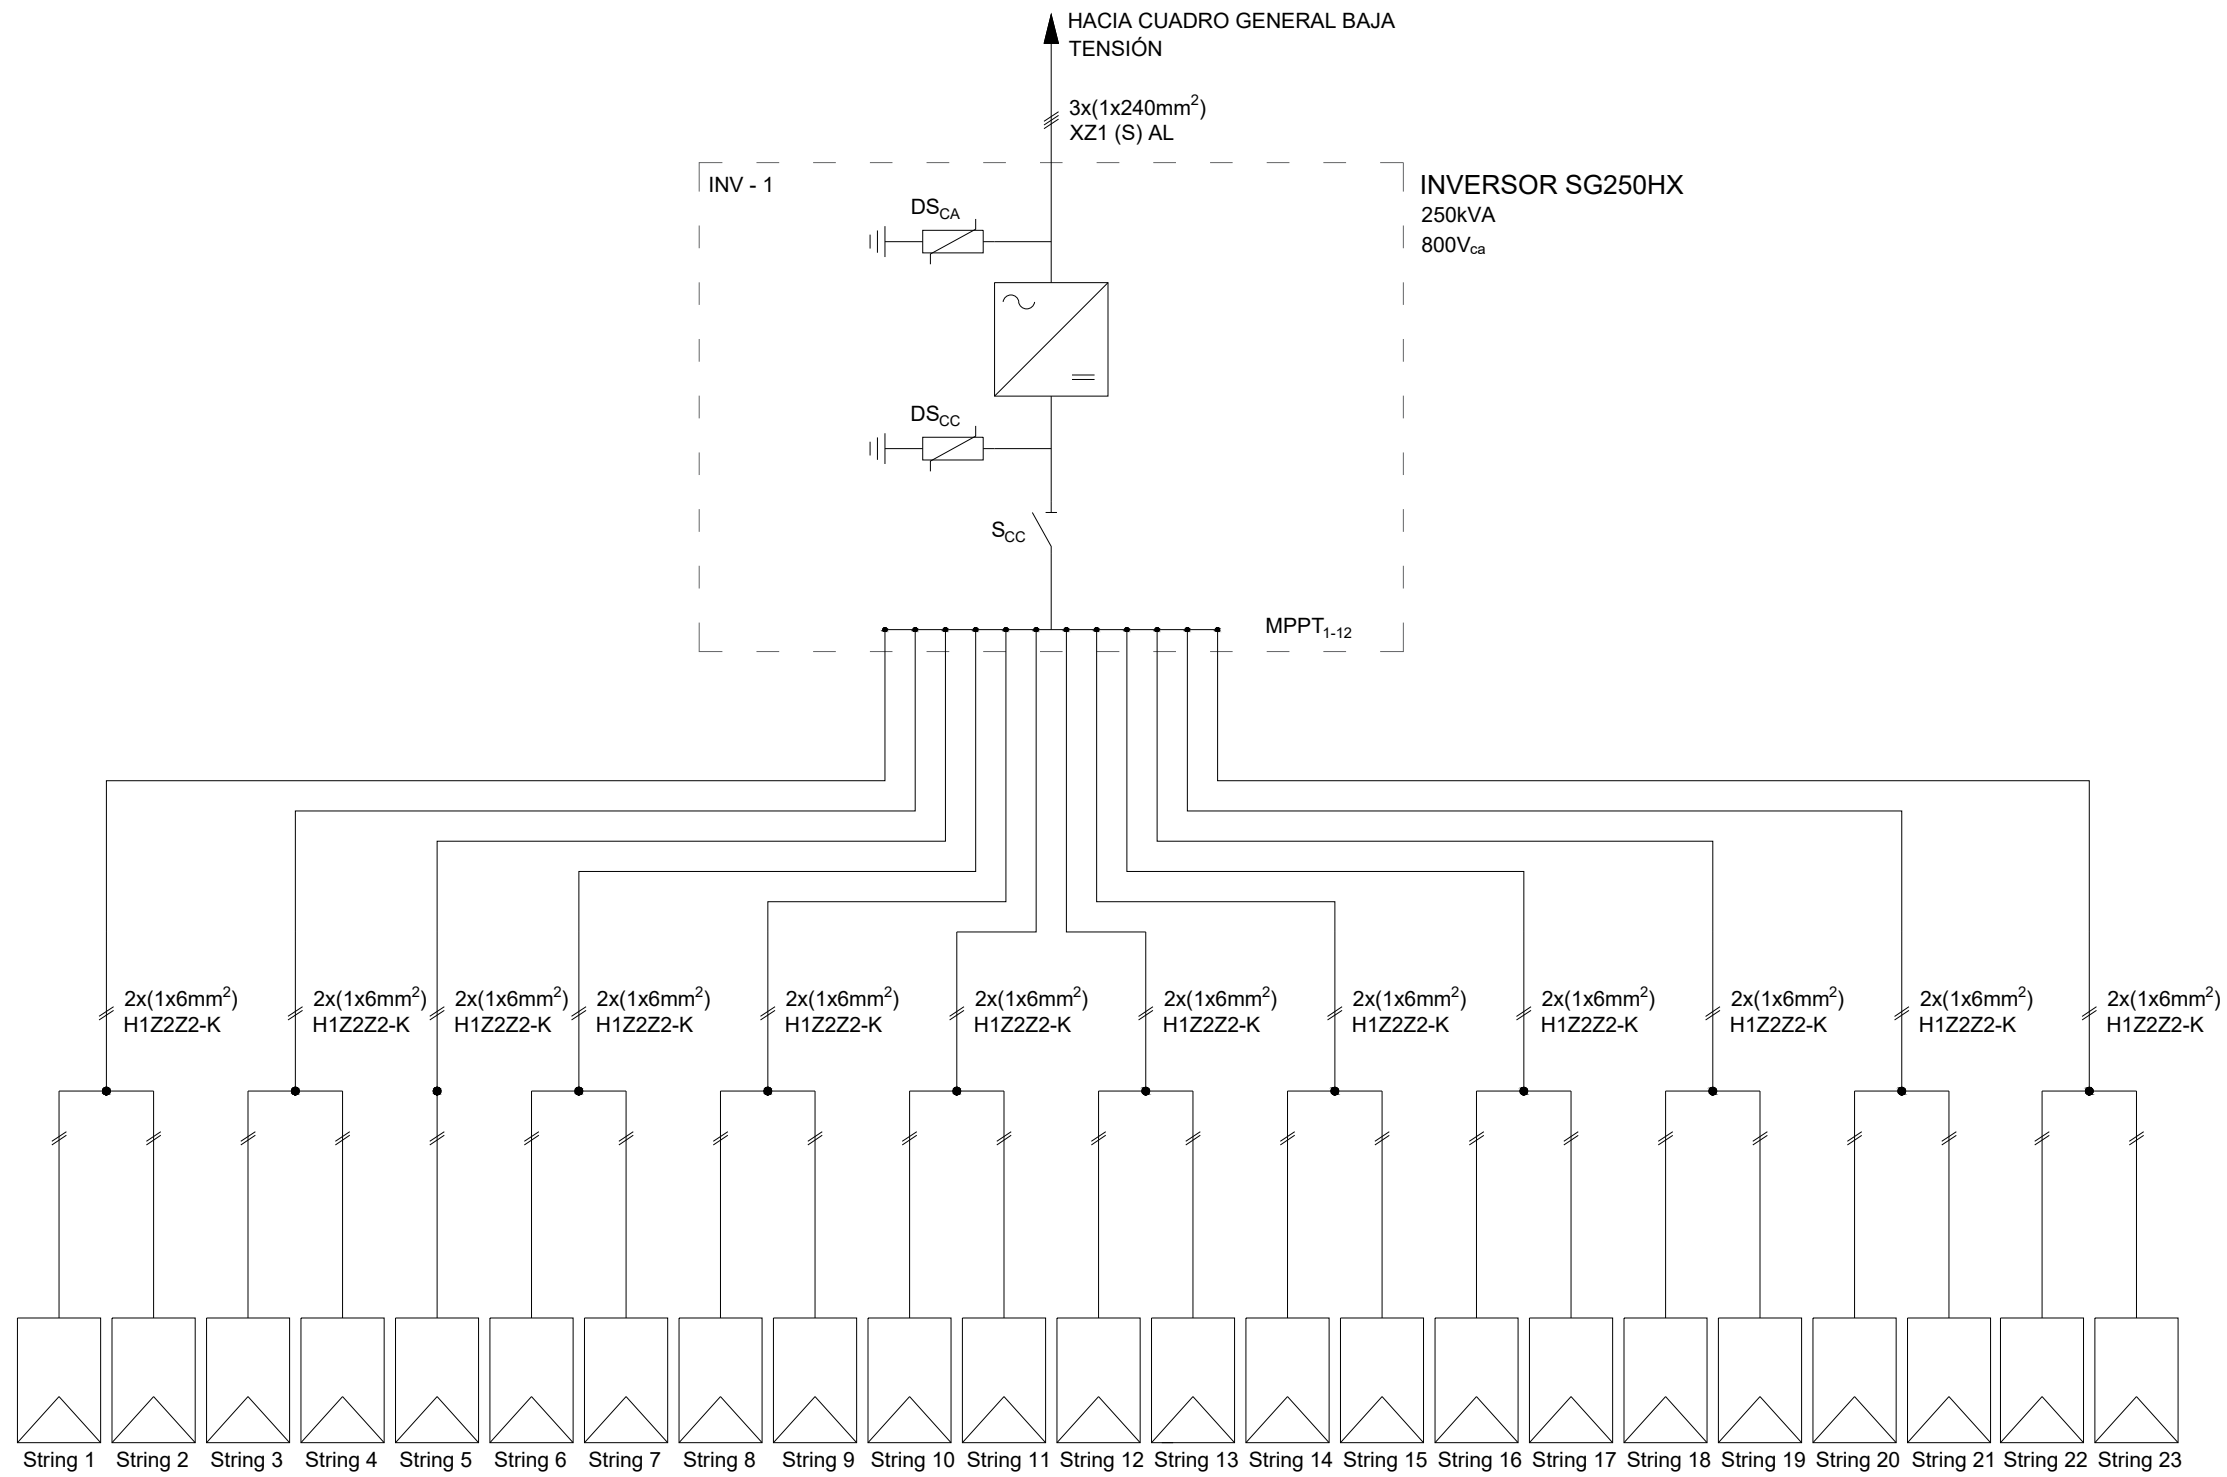 HACIA CUADRO GENERAL BAJA
TENSIÓN
3x(1x240mm²)
XZ1 (S) AL
INV - 1
INVERSOR SG250HX
250kVA
800Vca
DSCA
DSCC
SCC
MPPT1-12
2x(1x6mm²)
H1Z2Z2-K
2x(1x6mm²)
H1Z2Z2-K
2x(1x6mm²)
H1Z2Z2-K
2x(1x6mm²)
H1Z2Z2-K
2x(1x6mm²)
H1Z2Z2-K
2x(1x6mm²)
H1Z2Z2-K
2x(1x6mm²)
H1Z2Z2-K
2x(1x6mm²)
H1Z2Z2-K
2x(1x6mm²)
H1Z2Z2-K
2x(1x6mm²)
H1Z2Z2-K
2x(1x6mm²)
H1Z2Z2-K
2x(1x6mm²)
H1Z2Z2-K
String 1
String 2
String 3
String 4
String 5
String 6
String 7
String 8
String 9
String 10
String 11
String 12
String 13
String 14
String 15
String 16
String 17
String 18
String 19
String 20
String 21
String 22
String 23